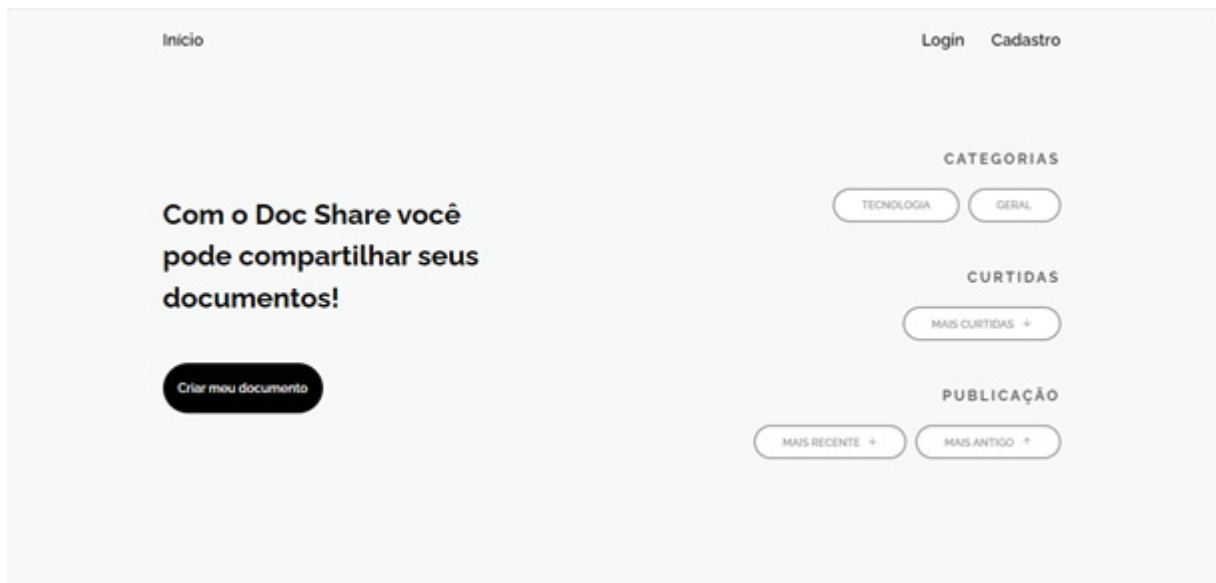 Início
Login Cadastro
CATEGORIAS
TECNOLOGIA GERAL
Com o Doc Share você
pode compartilhar seus
documentos!
CURTIDAS
MAIS CURTIDAS ↓
Criar meu documento
PUBLICAÇÃO
MAIS RECENTE ↓ MAIS ANTIGO ↑